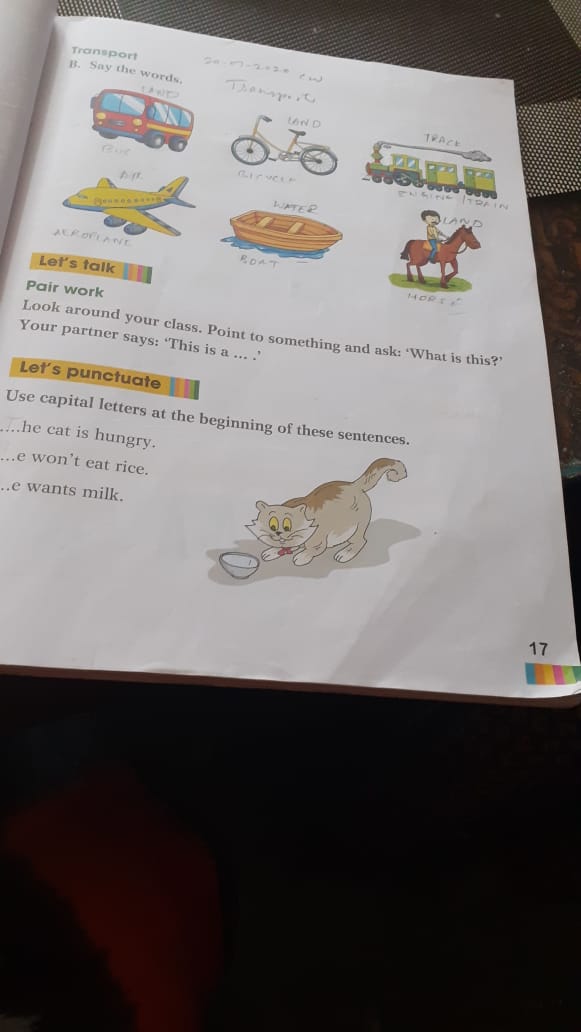 Transport
20-07-2020 cw
B. Say the words.
Transport
LAND
LAND
TRACK
BUS
BICYCLE
ENGINE / TRAIN
AIR
WATER
LAND
AEROPLANE
BOAT
HORSE
Let's talk
Pair work
Look around your class. Point to something and ask: ‘What is this?’
Your partner says: ‘This is a ... .’
Let's punctuate
Use capital letters at the beginning of these sentences.
....he cat is hungry.
...e won’t eat rice.
..e wants milk.
17